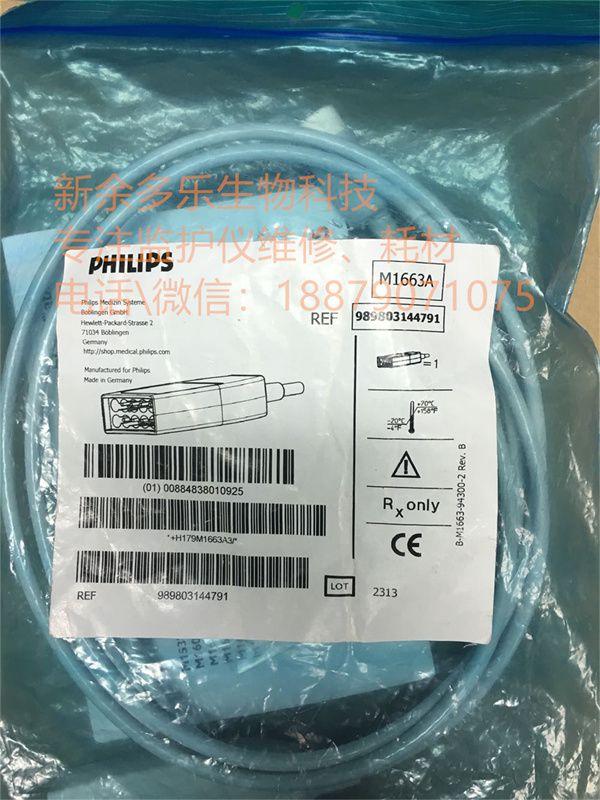 新余多乐生物科技
专注监护仪维修、耗材
电话\微信：18879071075
PHILIPS
M1663A
Philips Medizin Systeme
Boblingen GmbH
Hewlett-Packard-Strasse 2
71034 Boblingen
Germany
http://shop.medical.philips.com
REF 989803144791
Manufactured for Philips
Made in Germany
=1
+70°C
+158°F
-20°C
-4°F
(01) 00884838010925
Rx only
*+H179M1663A3/*
CE
B-M1663-94300-2 Rev. B
REF 989803144791
LOT 2313